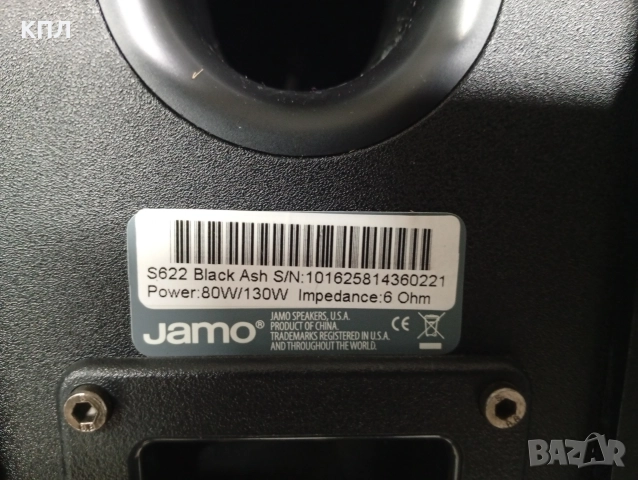 КПЛ
S622 Black Ash S/N:101625814360221
Power:80W/130W Impedance:6 Ohm
Jamo®
JAMO SPEAKERS, U.S.A.
PRODUCT OF CHINA.
TRADEMARKS REGISTERED IN U.S.A.
AND THROUGHOUT THE WORLD.
CE
BAZAR